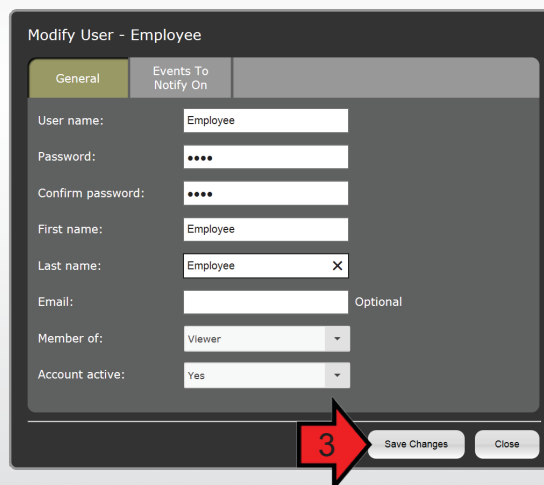 Modify User - Employee
General
Events To
Notify On
User name: Employee
Password: ••••
Confirm password: ••••
First name: Employee
Last name: Employee ×
Email: Optional
Member of: Viewer
Account active: Yes
3 Save Changes Close